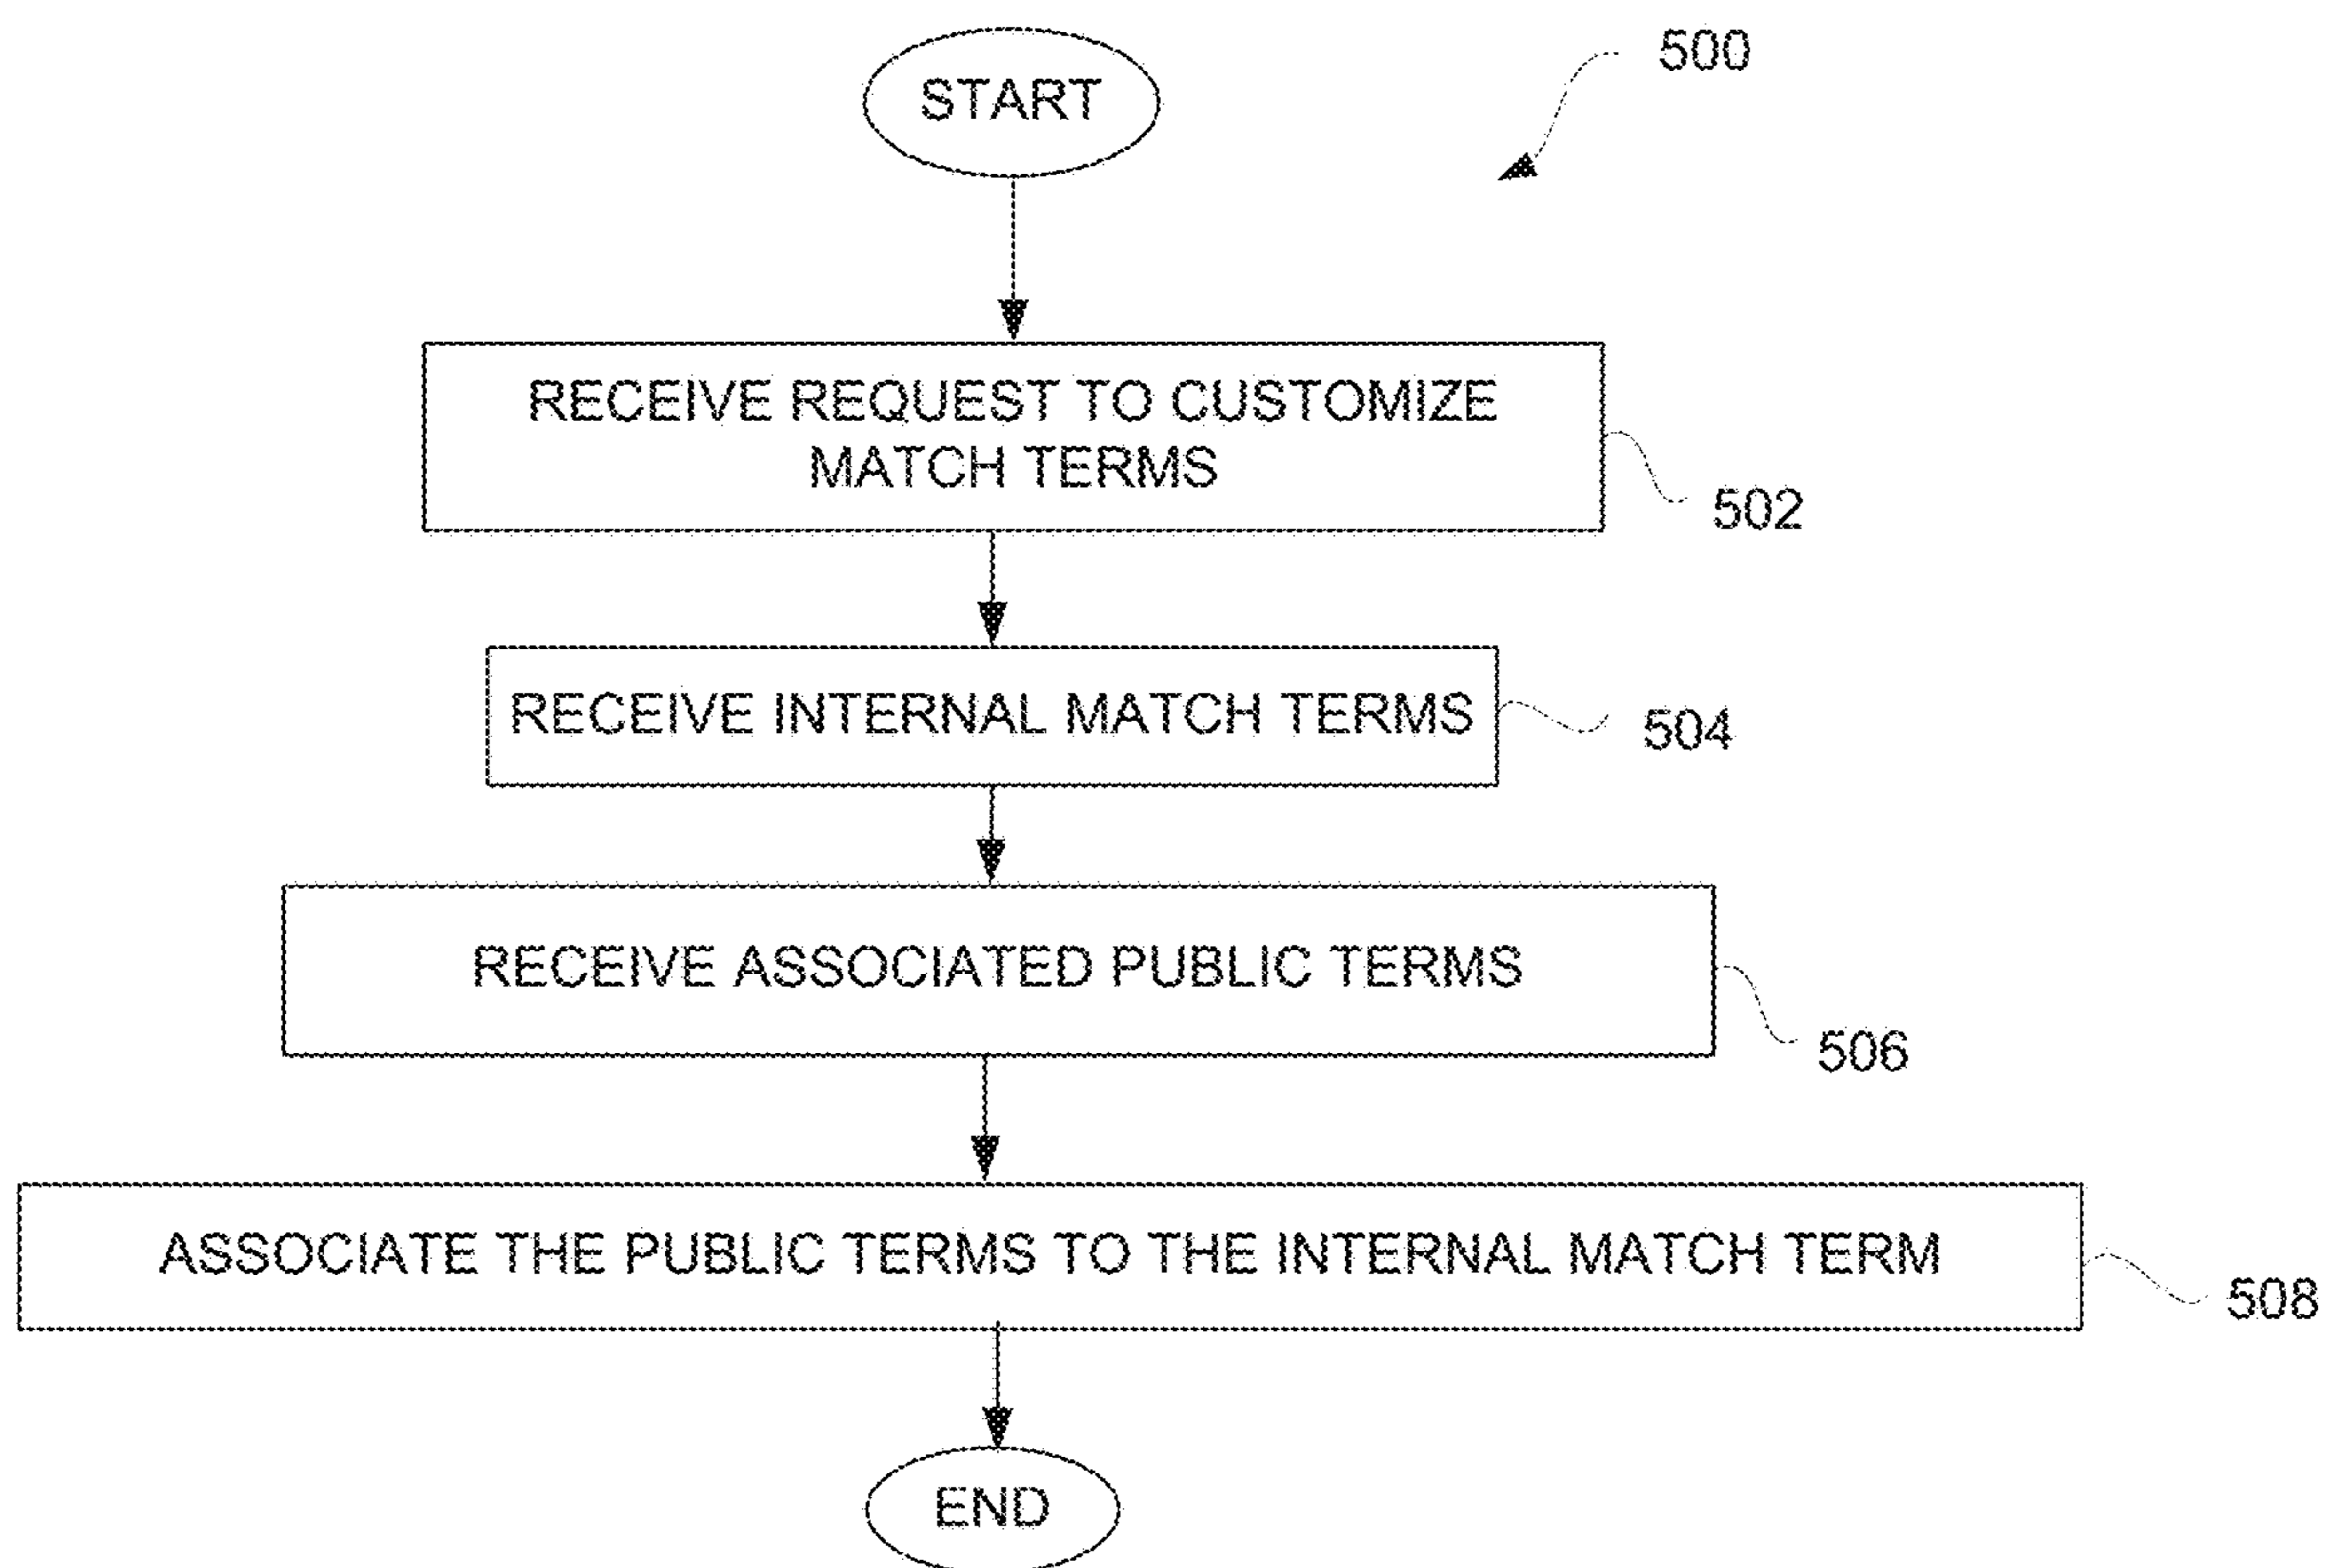 START
500
RECEIVE REQUEST TO CUSTOMIZE
MATCH TERMS
502
RECEIVE INTERNAL MATCH TERMS
504
RECEIVE ASSOCIATED PUBLIC TERMS
506
ASSOCIATE THE PUBLIC TERMS TO THE INTERNAL MATCH TERM
508
END